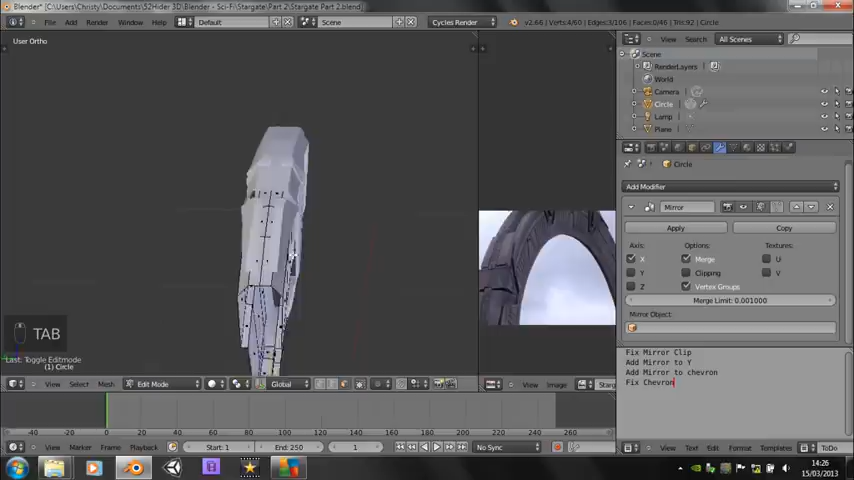 Blender* [C:\Users\Christy\Documents\52Hider 3D\Blender - Sci-Fi\Stargate Part 2\Stargate Part 2.blend]
File Add Render Window Help Default Scene Cycles Render v2.66 | Verts:4/60 | Edges:3/106 | Faces:0/46 | Tris:92 | Circle
View Search All Scenes
User Ortho
Scene
RenderLayers
World
Camera
Circle
Lamp
Plane
Circle
Add Modifier
Mirror
Apply Copy
Axis: Options: Textures:
X Merge U
Y Clipping V
Z Vertex Groups
Merge Limit: 0.001000
Mirror Object:
TAB
Last: Toggle Editmode
(1) Circle
Fix Mirror Clip
Add Mirror to Y
Add Mirror to chevron
Fix Chevron
View Select Mesh Edit Mode Global View Image Starg
-40 -20 0 20 40 60 80 100 120 140 160 180 200 220 240 260
View Marker Frame Playback Start: 1 End: 250 1 No Sync View Text Edit Format Templates ToDo
14:26
15/03/2013